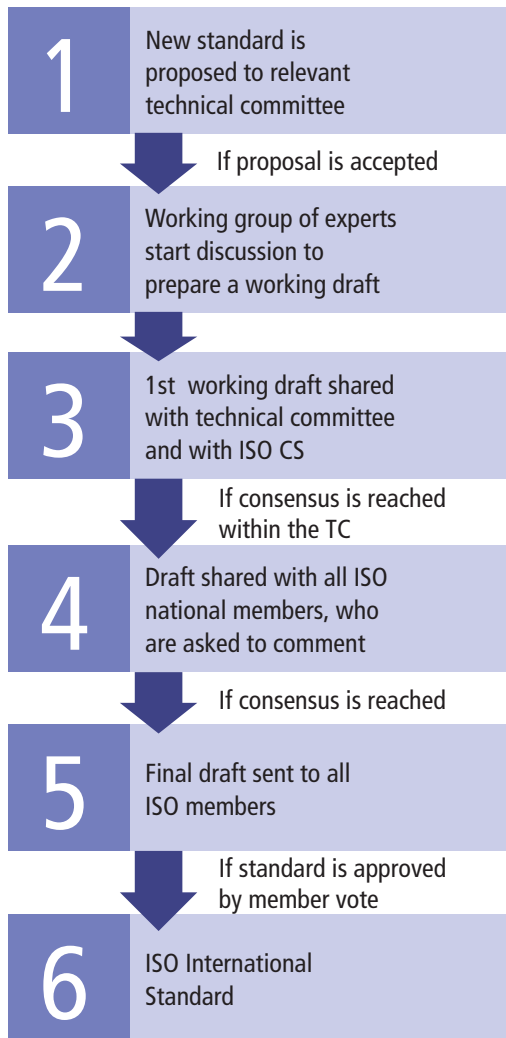 1
New standard is
proposed to relevant
technical committee
If proposal is accepted
2
Working group of experts
start discussion to
prepare a working draft
3
1st working draft shared
with technical committee
and with ISO CS
If consensus is reached
within the TC
4
Draft shared with all ISO
national members, who
are asked to comment
If consensus is reached
5
Final draft sent to all
ISO members
If standard is approved
by member vote
6
ISO International
Standard